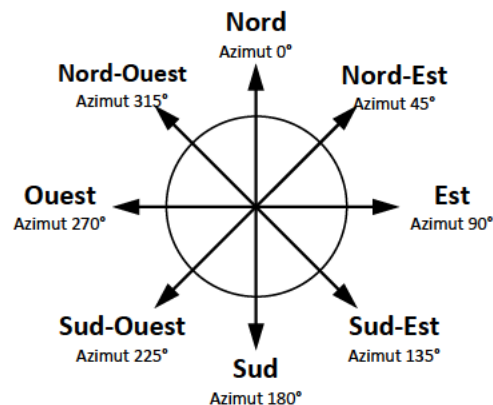 Nord
Azimut 0°
Nord-Ouest
Azimut 315°
Nord-Est
Azimut 45°
Ouest
Azimut 270°
Est
Azimut 90°
Sud-Ouest
Azimut 225°
Sud-Est
Azimut 135°
Sud
Azimut 180°